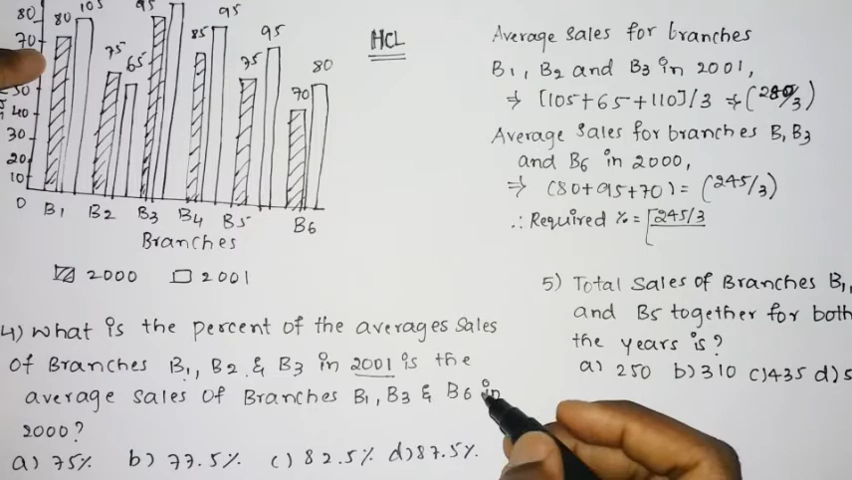 80
80
105
95
95
95
HCL
70
75
65
85
75
80
50
70
40
30
20
10
0
B1 B2 B3 B4 B5 B6
Branches
2000 2001
Average sales for branches
B1, B2 and B3 in 2001,
⇒ [105+65+110]/3 ⇒ (280/3)
Average sales for branches B1 B3
and B6 in 2000,
⇒ (80+95+70) = (245/3)
∴ Required % = [245/3
4) What is the percent of the averages sales
of Branches B1, B2 & B3 in 2001 is the
average sales of Branches B1, B3 & B6 in
2000?
a) 75% b) 77.5% c) 82.5% d) 87.5%.
5) Total sales of Branches B1,
and B5 together for both
the years is?
a) 250 b) 310 c) 435 d) 5